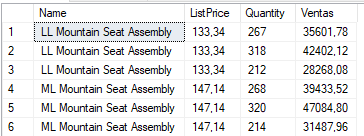 Name ListPrice Quantity Ventas
1 LL Mountain Seat Assembly 133,34 267 35601,78
2 LL Mountain Seat Assembly 133,34 318 42402,12
3 LL Mountain Seat Assembly 133,34 212 28268,08
4 ML Mountain Seat Assembly 147,14 268 39433,52
5 ML Mountain Seat Assembly 147,14 320 47084,80
6 ML Mountain Seat Assembly 147,14 214 31487,96